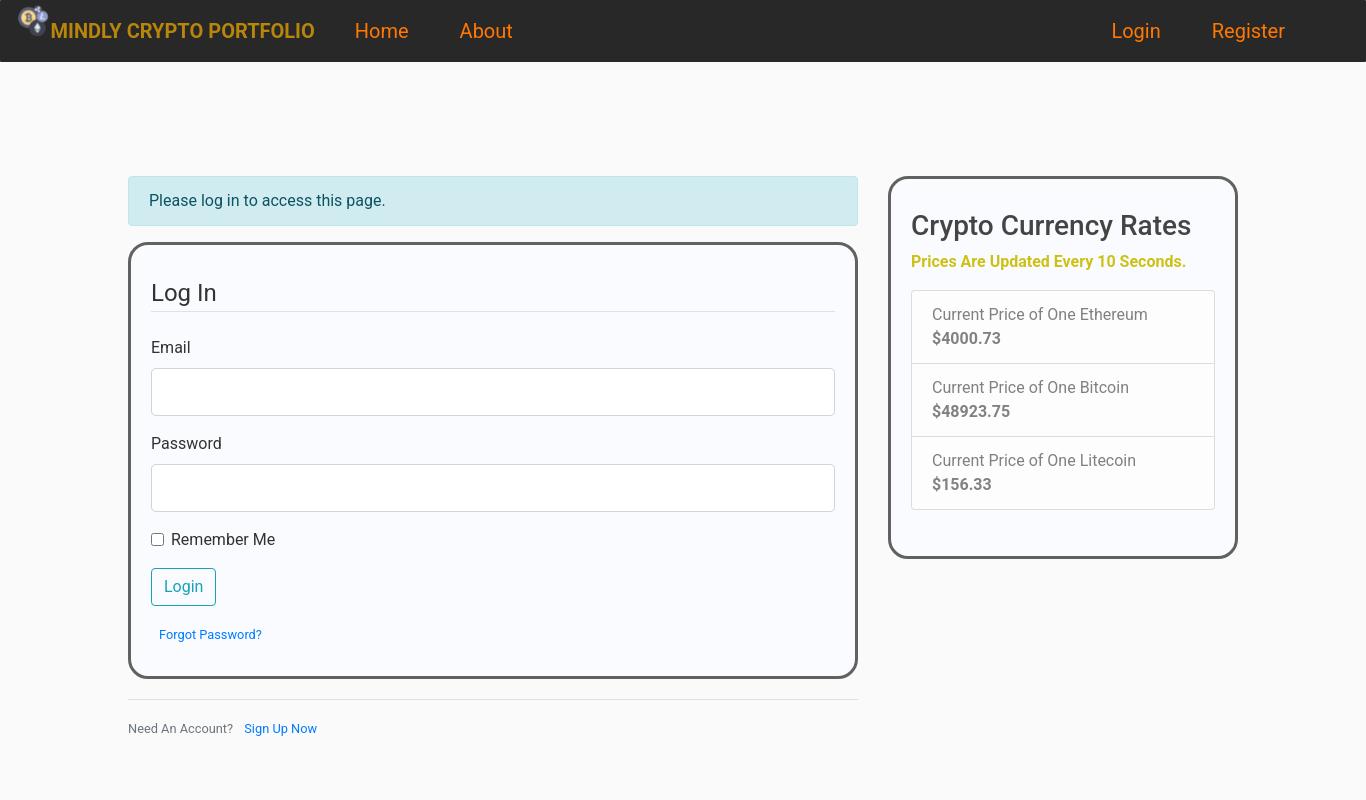 MINDLY CRYPTO PORTFOLIO Home About Login Register
Please log in to access this page.
Log In
Email
Password
Remember Me
Login
Forgot Password?
Need An Account? Sign Up Now
Crypto Currency Rates
Prices Are Updated Every 10 Seconds.
Current Price of One Ethereum
$4000.73
Current Price of One Bitcoin
$48923.75
Current Price of One Litecoin
$156.33